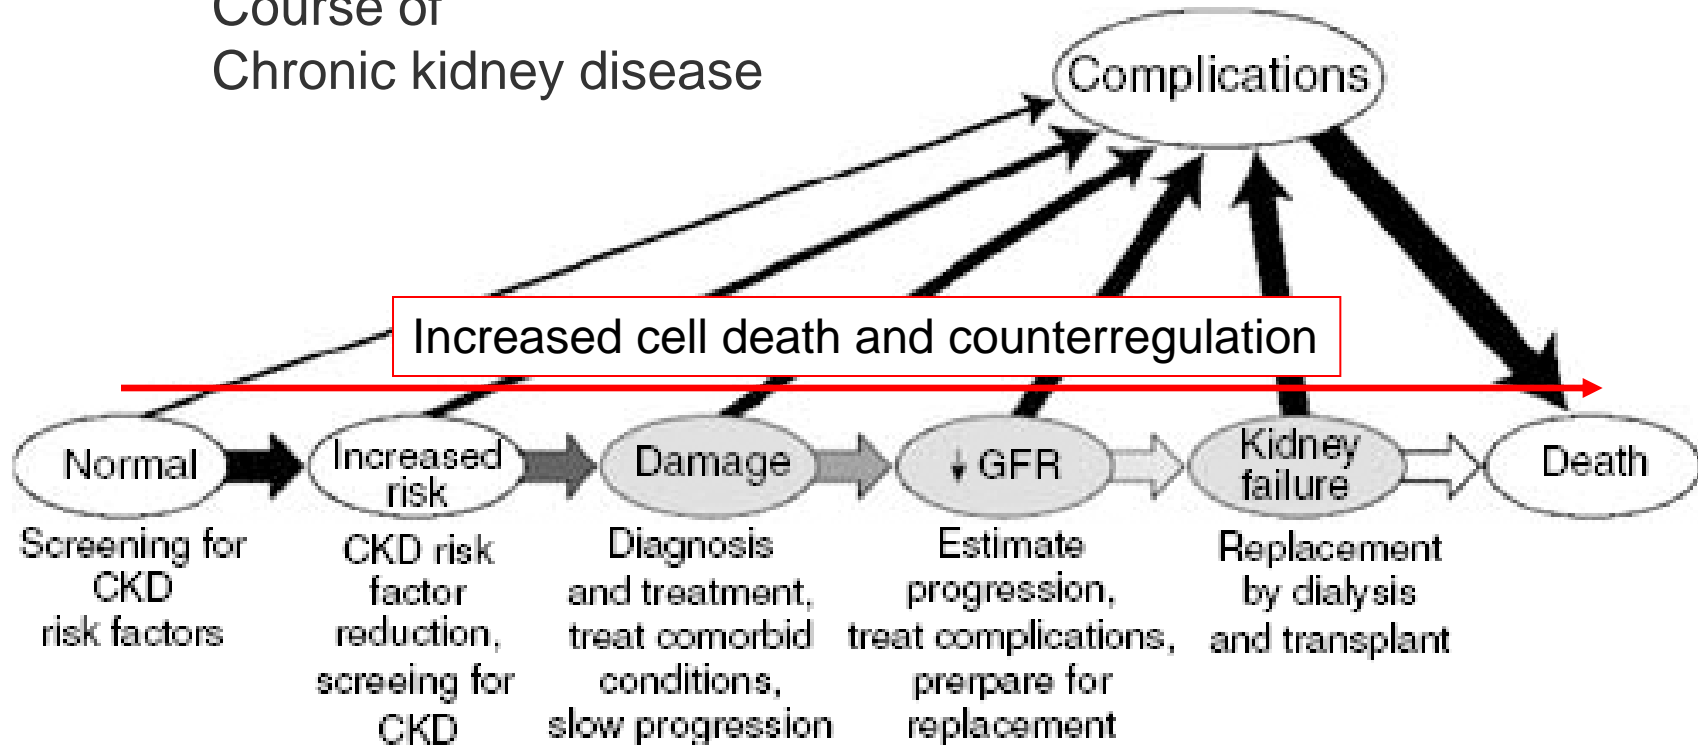 Course of
Chronic kidney disease
Complications
Increased cell death and counterregulation
Normal
Increased
risk
Damage
↓ GFR
Kidney
failure
Death
Screening for
CKD
risk factors
CKD risk
factor
reduction,
screeing for
CKD
Diagnosis
and treatment,
treat comorbid
conditions,
slow progression
Estimate
progression,
treat complications,
prerpare for
replacement
Replacement
by dialysis
and transplant